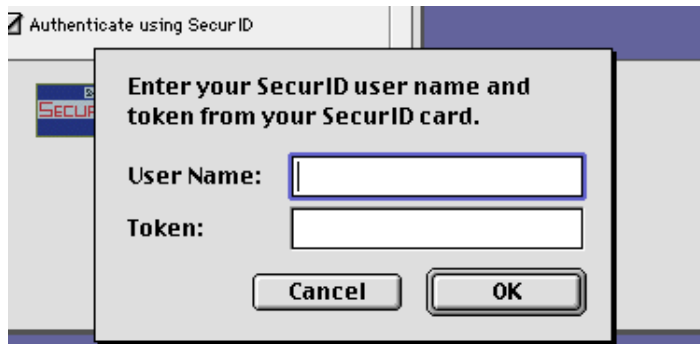 Authenticate using SecurID
Enter your SecurID user name and
token from your SecurID card.
User Name:
Token:
Cancel
OK